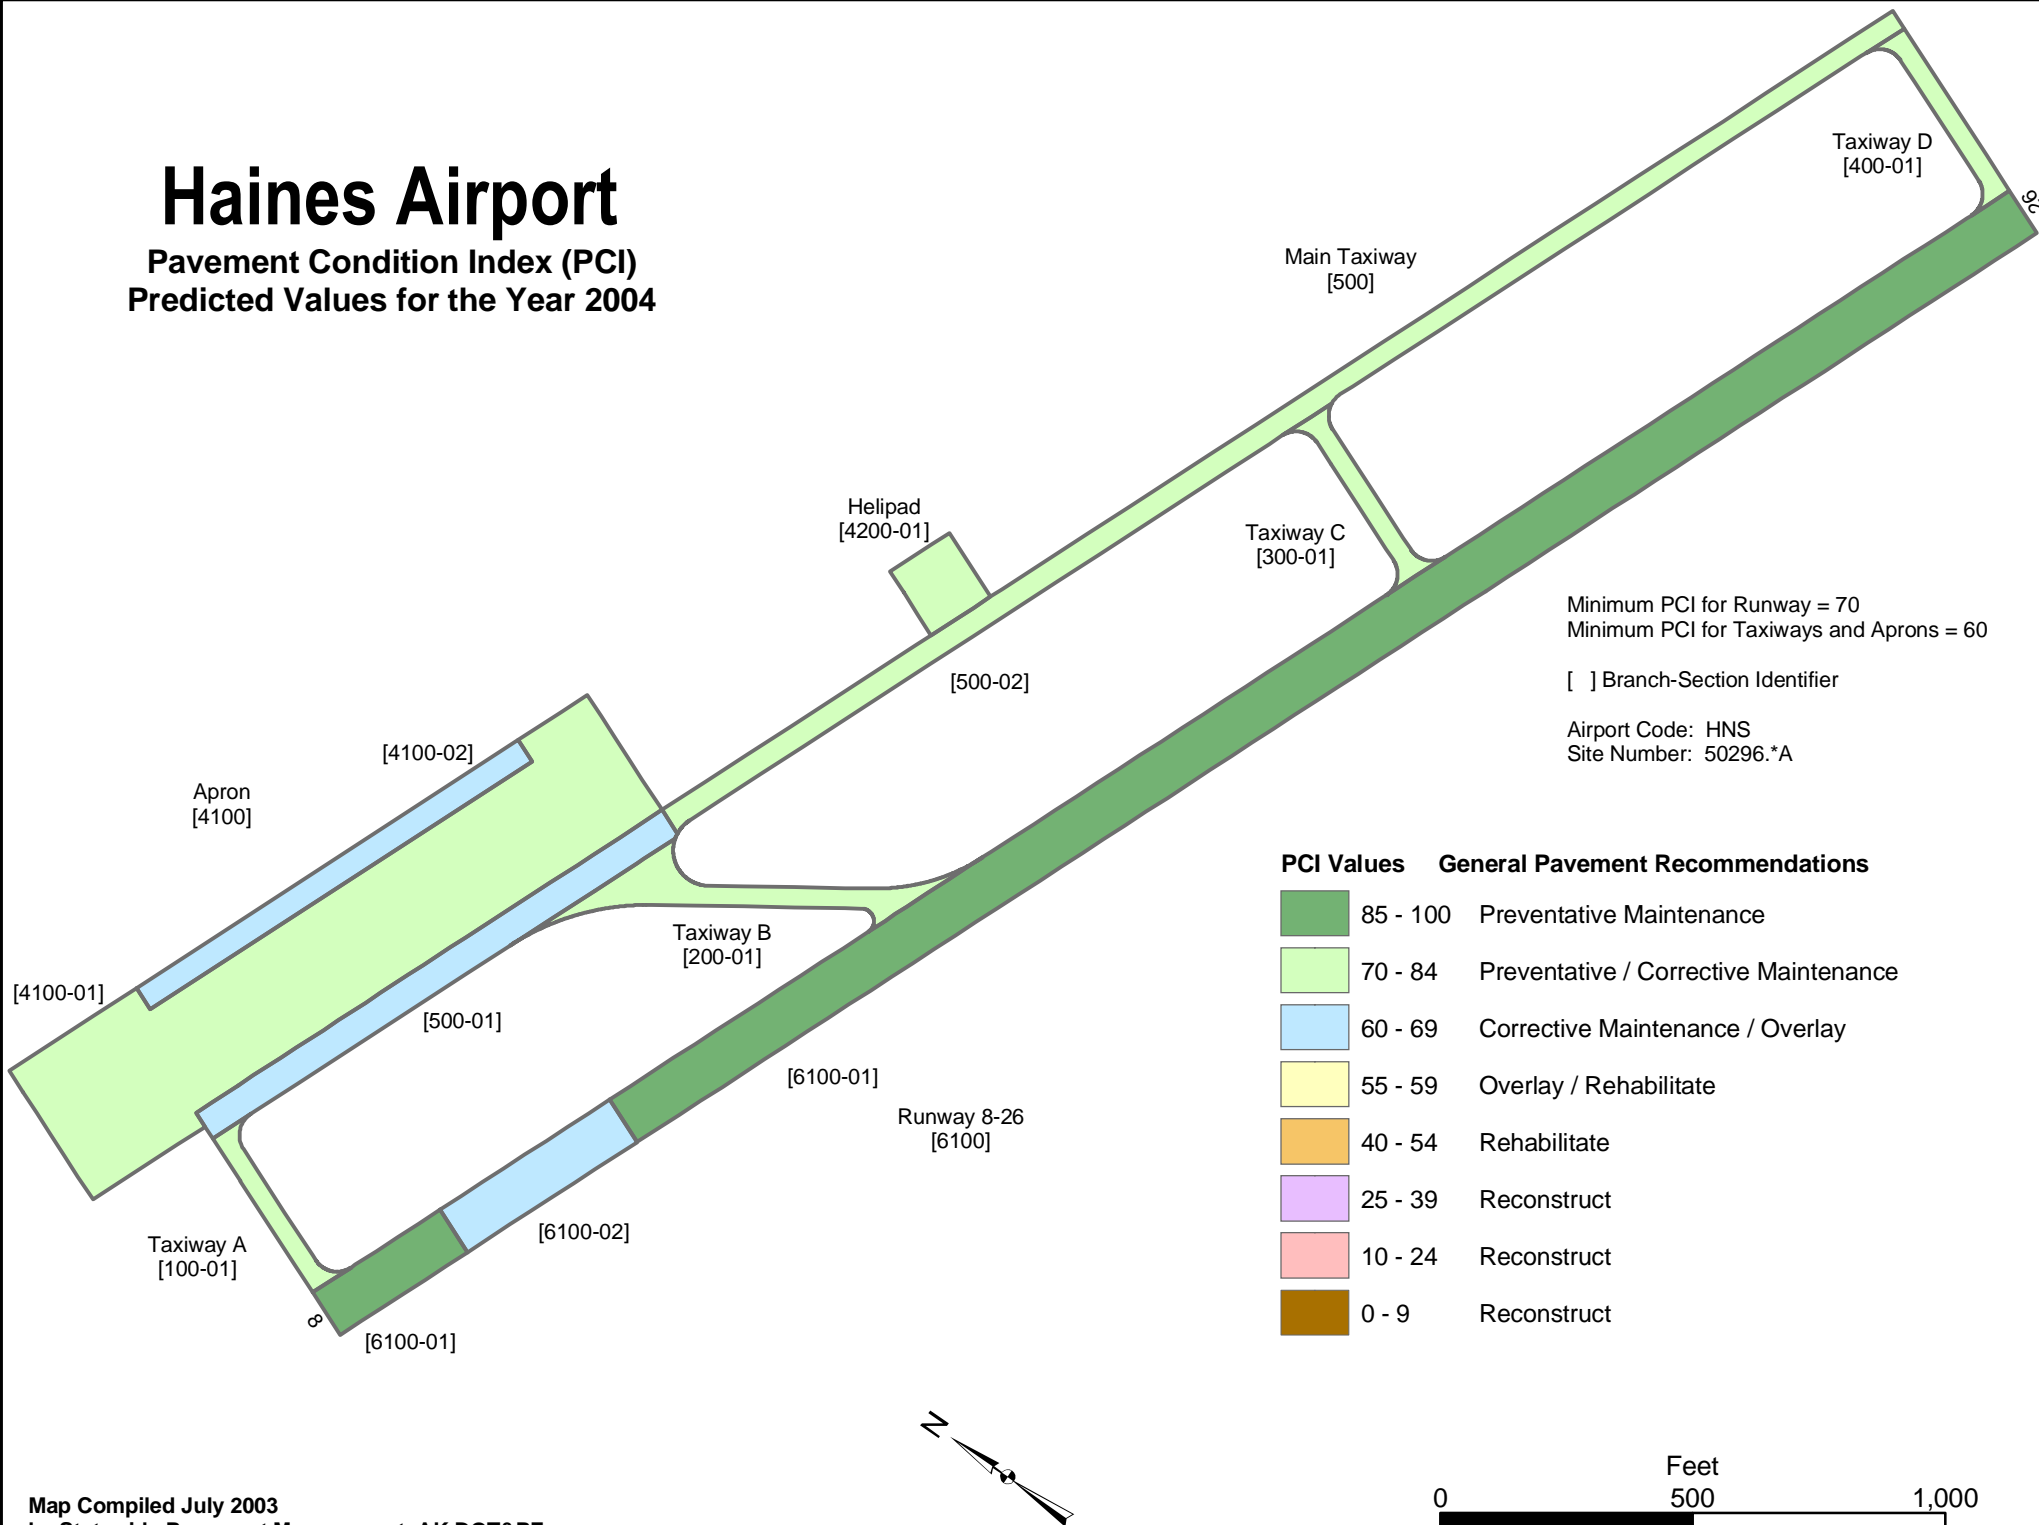 Haines Airport
Pavement Condition Index (PCI)
Predicted Values for the Year 2004
Taxiway D
[400-01]
26
Main Taxiway
[500]
Helipad
[4200-01]
Taxiway C
[300-01]
Minimum PCI for Runway = 70
Minimum PCI for Taxiways and Aprons = 60
[ ] Branch-Section Identifier
Airport Code: HNS
Site Number: 50296.*A
[500-02]
[4100-02]
Apron
[4100]
Taxiway B
[200-01]
[4100-01]
[500-01]
[6100-01]
Runway 8-26
[6100]
[6100-02]
Taxiway A
[100-01]
8
[6100-01]
PCI Values General Pavement Recommendations
85 - 100 Preventative Maintenance
70 - 84 Preventative / Corrective Maintenance
60 - 69 Corrective Maintenance / Overlay
55 - 59 Overlay / Rehabilitate
40 - 54 Rehabilitate
25 - 39 Reconstruct
10 - 24 Reconstruct
0 - 9 Reconstruct
N
Feet
0 500 1,000
Map Compiled July 2003